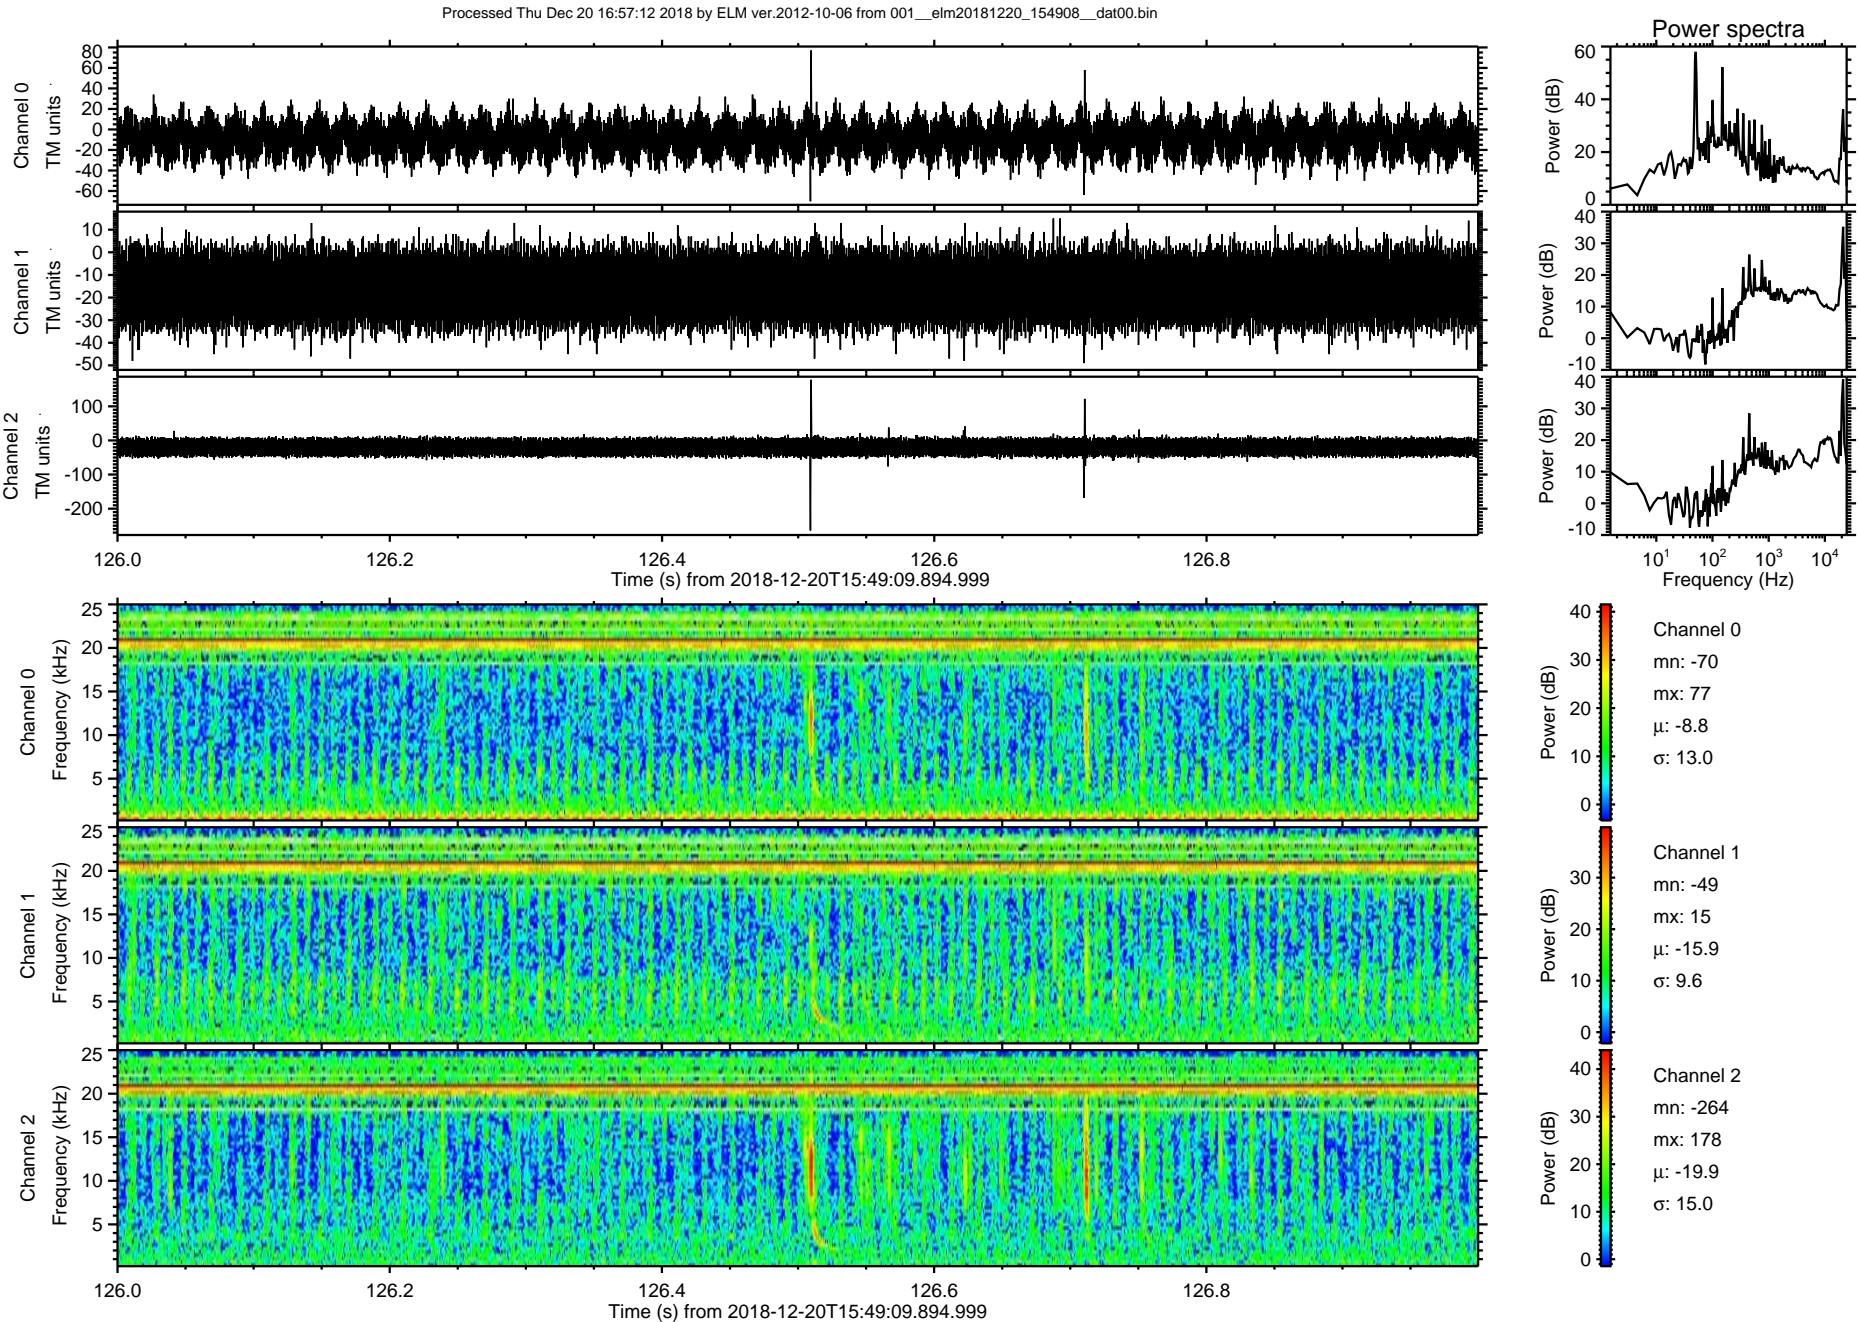 Processed Thu Dec 20 16:57:12 2018 by ELM ver.2012-10-06 from 001__elm20181220_154908__dat00.bin
Power spectra
Channel 0
TM units
80
60
40
20
0
-20
-40
-60
Power (dB)
60
40
20
0
Channel 1
TM units
10
0
-10
-20
-30
-40
-50
Power (dB)
40
30
20
10
0
-10
Channel 2
TM units
100
0
-100
-200
Power (dB)
40
30
20
10
0
-10
126.0 126.2 126.4 126.6 126.8
Time (s) from 2018-12-20T15:49:09.894.999
10¹ 10² 10³ 10⁴
Frequency (Hz)
Channel 0
Frequency (kHz)
25
20
15
10
5
Power (dB)
40
30
20
10
0
Channel 0
mn: -70
mx: 77
μ: -8.8
σ: 13.0
Channel 1
Frequency (kHz)
25
20
15
10
5
Power (dB)
30
20
10
0
Channel 1
mn: -49
mx: 15
μ: -15.9
σ: 9.6
Channel 2
Frequency (kHz)
25
20
15
10
5
Power (dB)
40
30
20
10
0
Channel 2
mn: -264
mx: 178
μ: -19.9
σ: 15.0
126.0 126.2 126.4 126.6 126.8
Time (s) from 2018-12-20T15:49:09.894.999